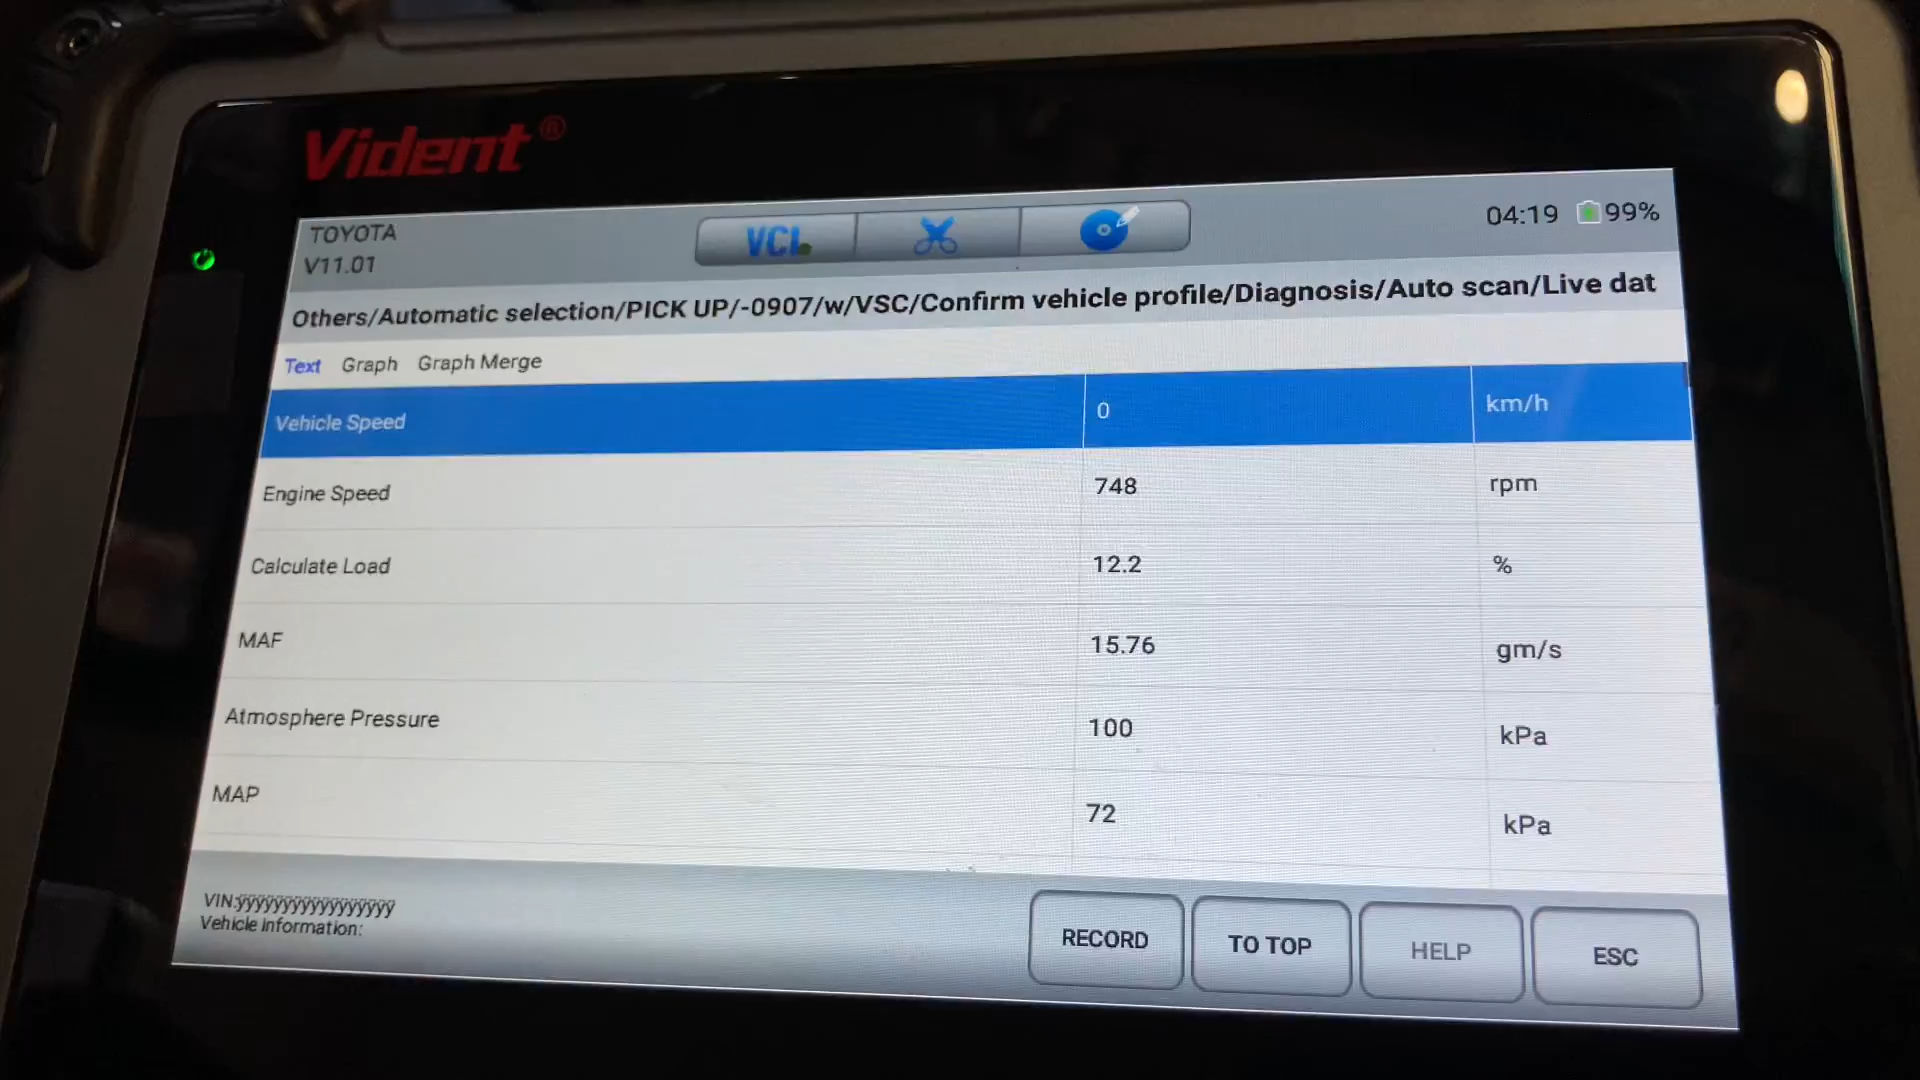 Vident®
TOYOTA
V11.01
VCI
04:19 99%
Others/Automatic selection/PICK UP/-0907/w/VSC/Confirm vehicle profile/Diagnosis/Auto scan/Live dat
Text Graph Graph Merge
Vehicle Speed 0 km/h
Engine Speed 748 rpm
Calculate Load 12.2 %
MAF 15.76 gm/s
Atmosphere Pressure 100 kPa
MAP 72 kPa
VIN:ÿÿÿÿÿÿÿÿÿÿÿÿÿÿÿÿÿ
Vehicle Information:
RECORD TO TOP HELP ESC